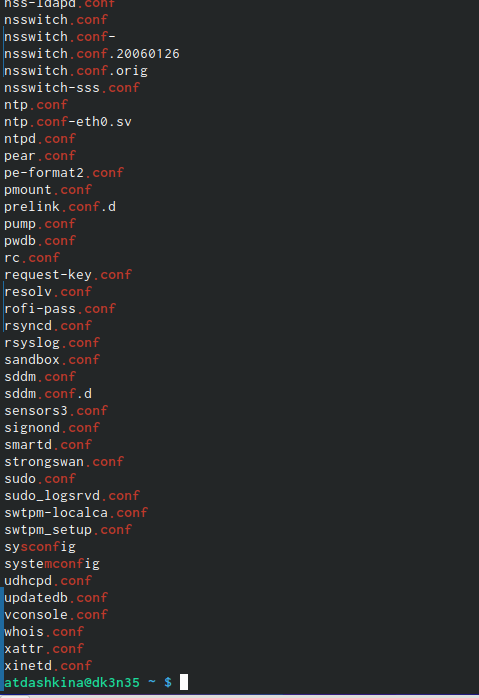 nss-ldapd.conf
nsswitch.conf
nsswitch.conf-
nsswitch.conf.20060126
nsswitch.conf.orig
nsswitch-sss.conf
ntp.conf
ntp.conf-eth0.sv
ntpd.conf
pear.conf
pe-format2.conf
pmount.conf
prelink.conf.d
pump.conf
pwdb.conf
rc.conf
request-key.conf
resolv.conf
rofi-pass.conf
rsyncd.conf
rsyslog.conf
sandbox.conf
sddm.conf
sddm.conf.d
sensors3.conf
signond.conf
smartd.conf
strongswan.conf
sudo.conf
sudo_logsrvd.conf
swtpm-localca.conf
swtpm_setup.conf
sysconfig
systemconfig
udhcpd.conf
updatedb.conf
vconsole.conf
whois.conf
xattr.conf
xinetd.conf
atdashkina@dk3n35 ~ $